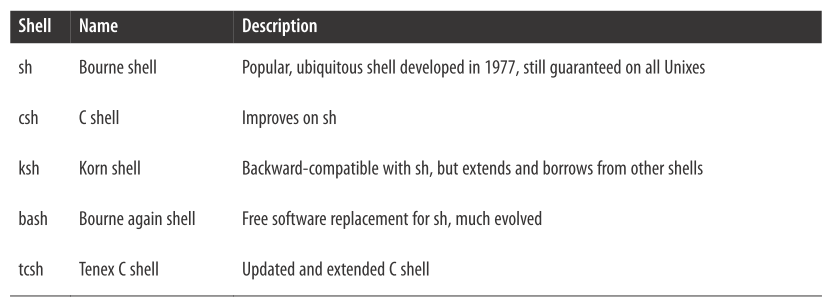 Shell Name Description
sh Bourne shell Popular, ubiquitous shell developed in 1977, still guaranteed on all Unixes
csh C shell Improves on sh
ksh Korn shell Backward-compatible with sh, but extends and borrows from other shells
bash Bourne again shell Free software replacement for sh, much evolved
tcsh Tenex C shell Updated and extended C shell